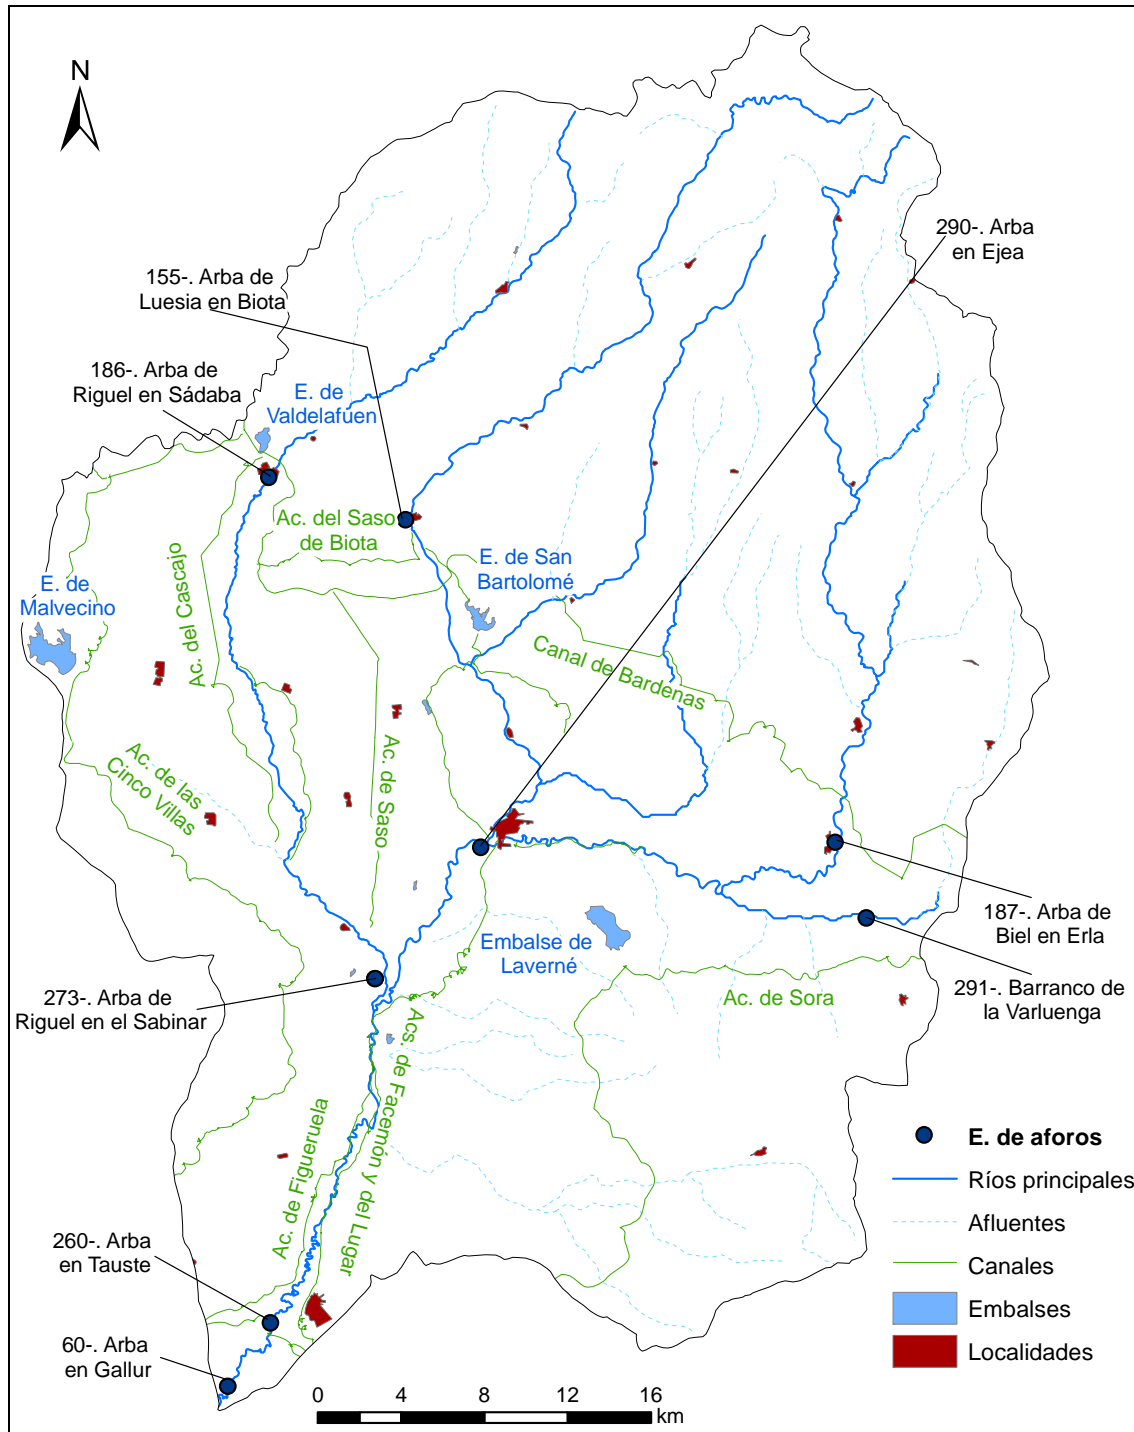 N
290-. Arba
en Ejea
155-. Arba de
Luesia en Biota
186-. Arba de
Riguel en Sádaba
E. de
Valdelafuen
Ac. del Saso
de Biota
E. de San
Bartolomé
E. de
Malvecino
Ac. del Cascajo
Canal de Bardenas
Ac. de las
Cinco Villas
Ac. de Saso
187-. Arba de
Biel en Erla
Embalse de
Laverné
291-. Barranco de
la Varluenga
273-. Arba de
Riguel en el Sabinar
Ac. de Sora
Acs. de Facemón y del Lugar
Ac. de Figueruela
260-. Arba
en Tauste
60-. Arba
en Gallur
E. de aforos
Ríos principales
Afluentes
Canales
Embalses
Localidades
0 4 8 12 16
km